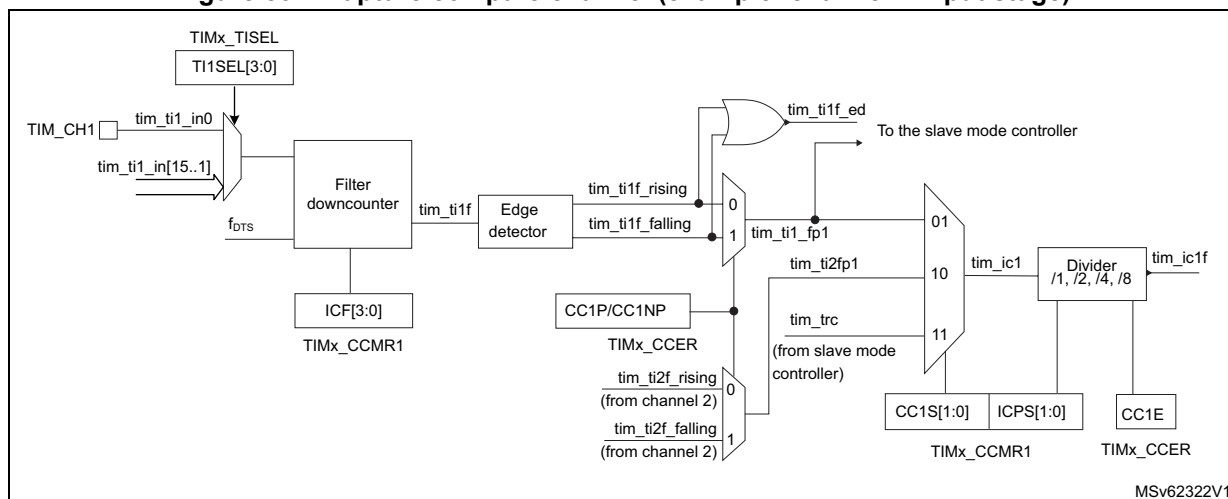 TIMx_TISEL
TI1SEL[3:0]
TIM_CH1
tim_ti1_in0
tim_ti1_in[15..1]
fDTS
Filter
downcounter
ICF[3:0]
TIMx_CCMR1
tim_ti1f
Edge
detector
tim_ti1f_rising
tim_ti1f_falling
tim_ti1f_ed
To the slave mode controller
0
1
tim_ti1_fp1
tim_ti2fp1
tim_trc
(from slave mode
controller)
CC1P/CC1NP
TIMx_CCER
tim_ti2f_rising
(from channel 2)
tim_ti2f_falling
(from channel 2)
0
1
01
10
11
tim_ic1
Divider
/1, /2, /4, /8
tim_ic1f
CC1S[1:0]
ICPS[1:0]
TIMx_CCMR1
CC1E
TIMx_CCER
MSv62322V1